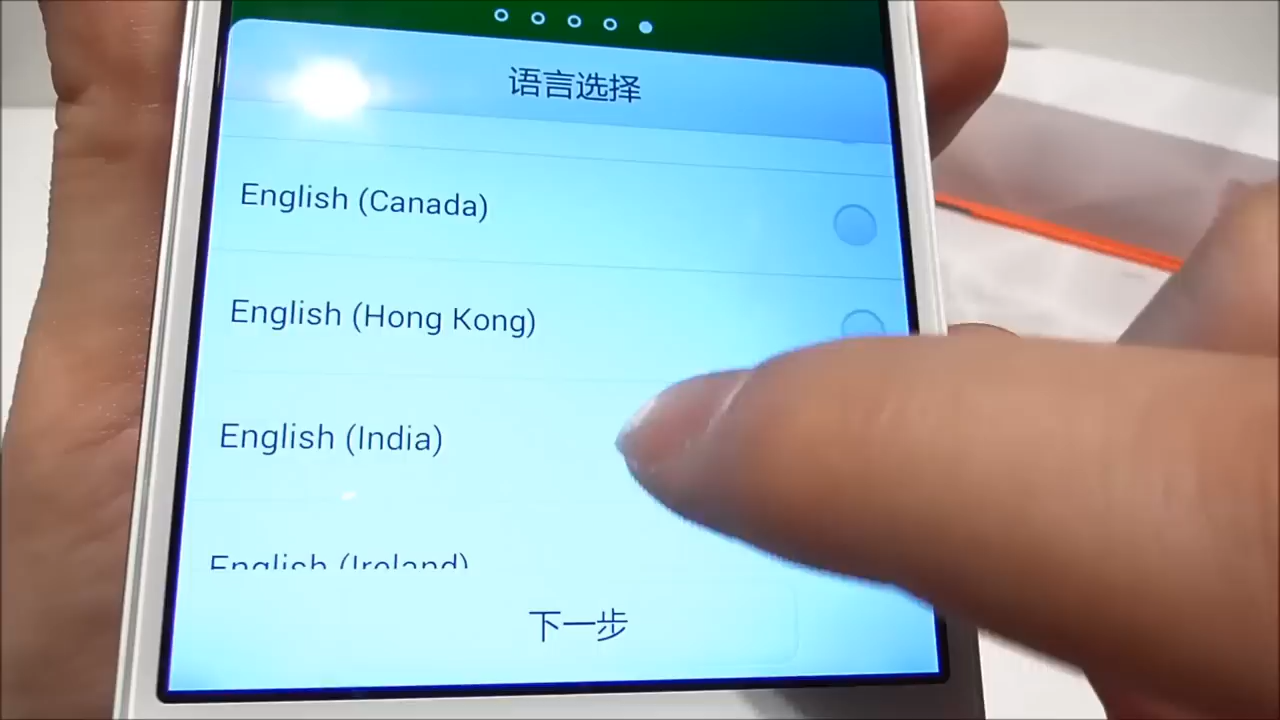 语言选择
English (Canada)
English (Hong Kong)
English (India)
English (Ireland)
下一步